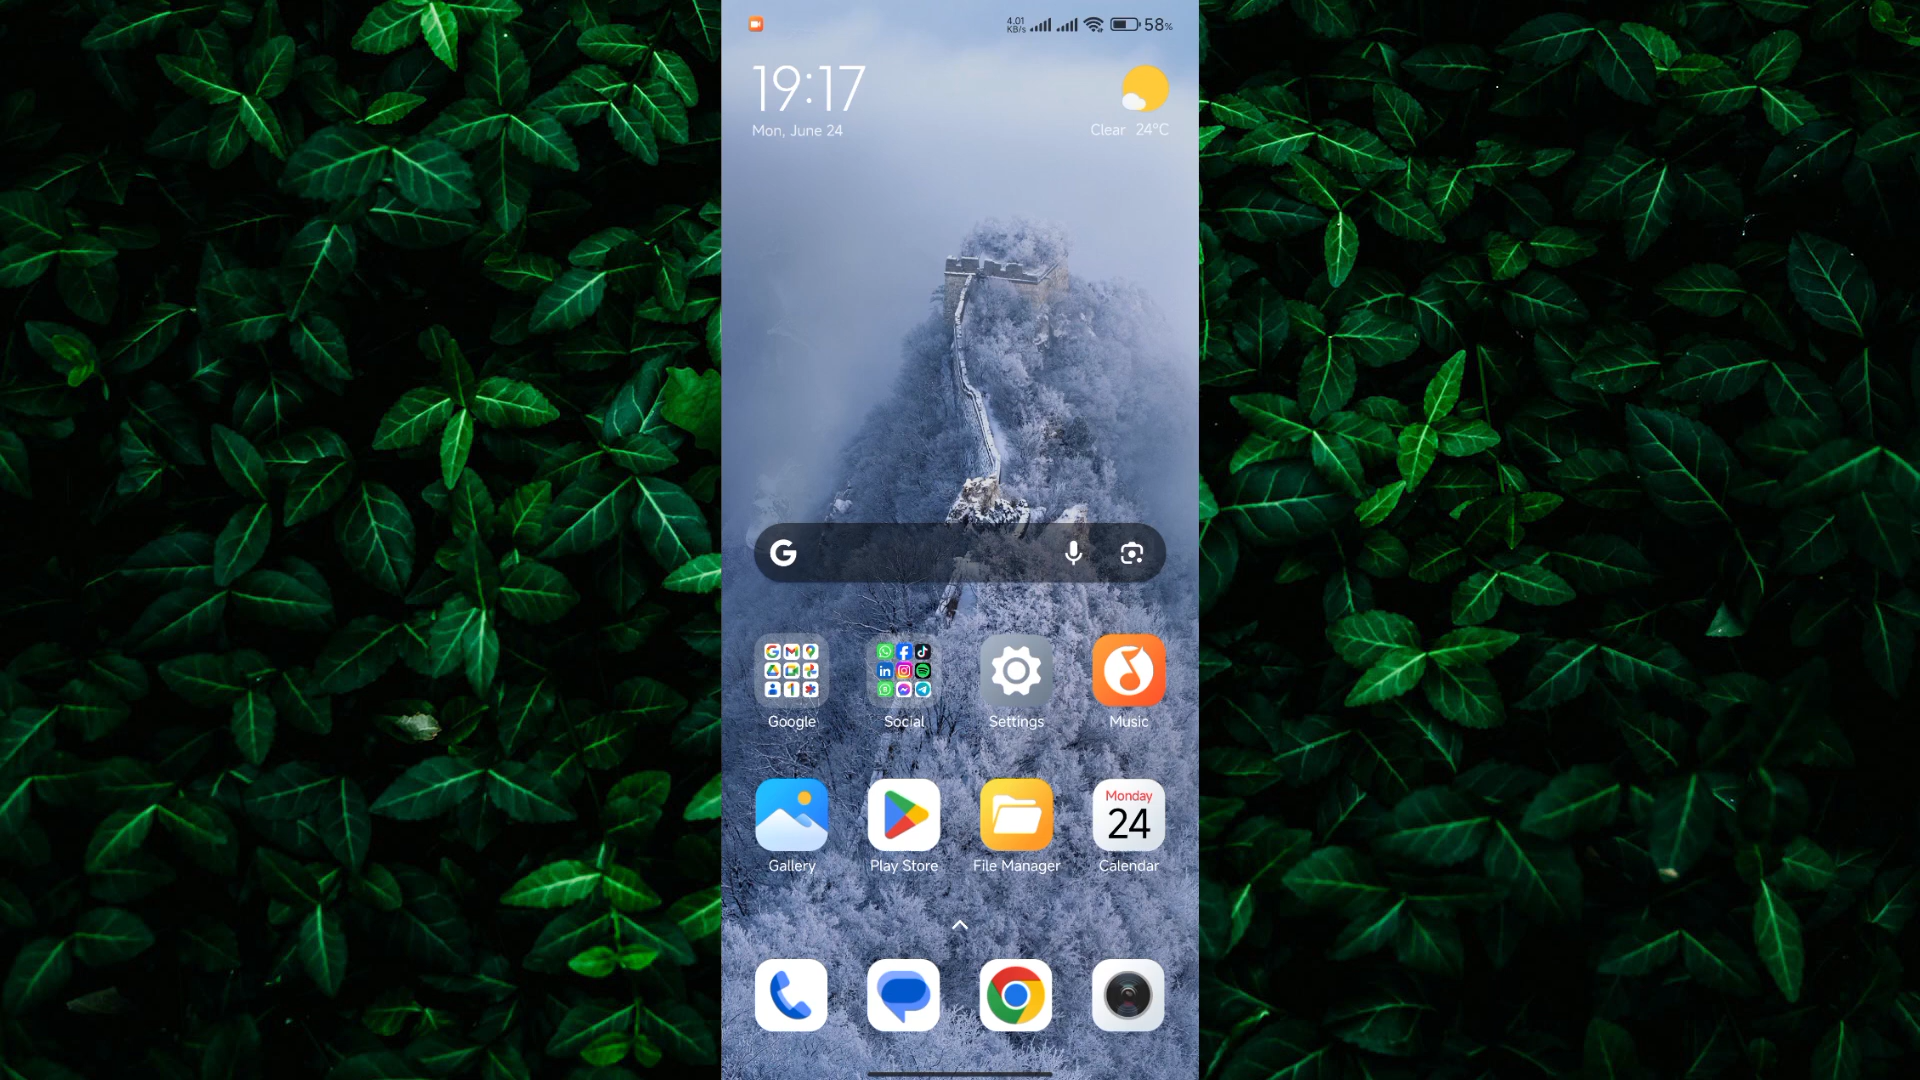 4.01
KB/s
58%
19:17
Mon, June 24
Clear 24°C
Google
Social
Settings
Music
Gallery
Play Store
File Manager
Monday
24
Calendar